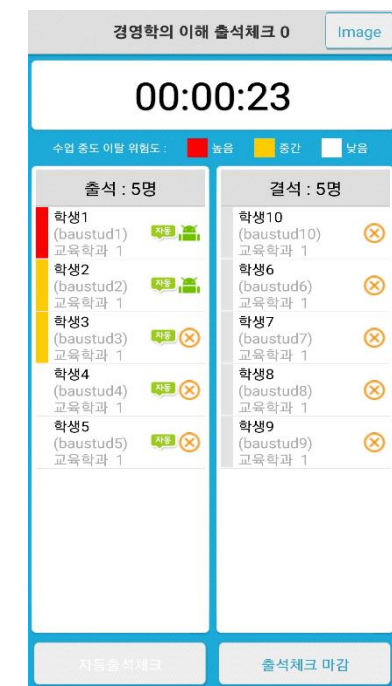 경영학의 이해 출석체크 0
Image
00:00:23
수업 중도 이탈 위험도 : 높음 중간 낮음
출석 : 5명
학생1
(baustud1)
자동
교육학과 1
학생2
(baustud2)
자동
교육학과 1
학생3
(baustud3)
자동
교육학과 1
학생4
(baustud4)
자동
교육학과 1
학생5
(baustud5)
자동
교육학과 1
결석 : 5명
학생10
(baustud10)
교육학과 1
학생6
(baustud6)
교육학과 1
학생7
(baustud7)
교육학과 1
학생8
(baustud8)
교육학과 1
학생9
(baustud9)
교육학과 1
자동출석체크
출석체크 마감